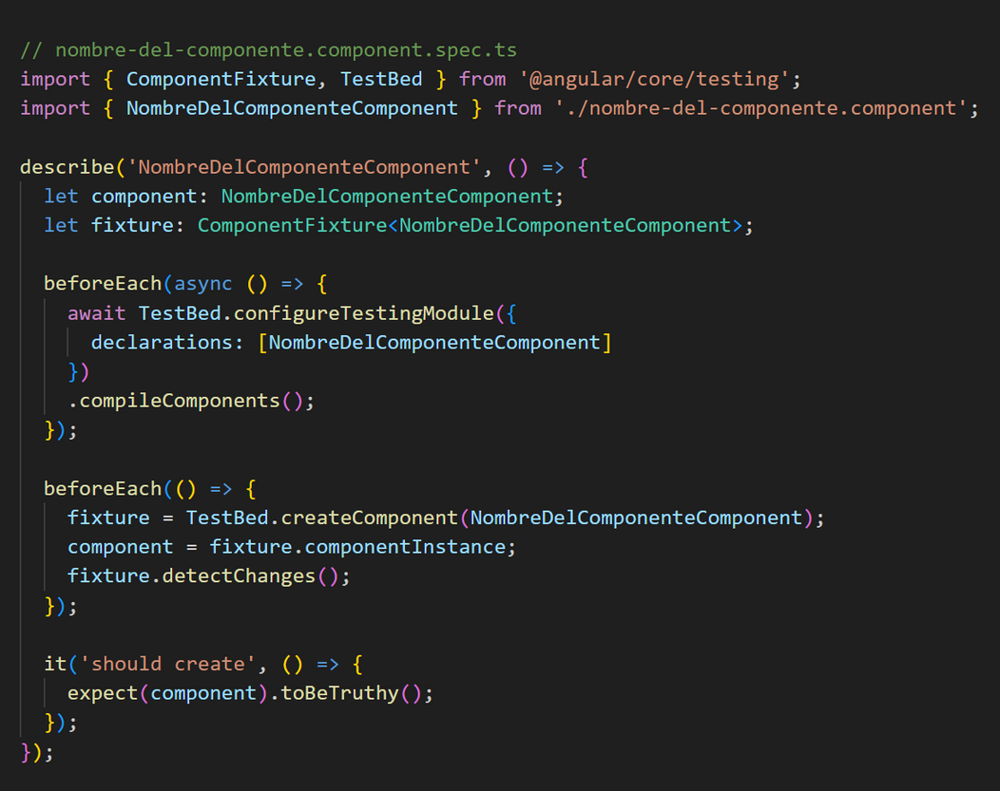 // nombre-del-componente.component.spec.ts
import { ComponentFixture, TestBed } from '@angular/core/testing';
import { NombreDelComponenteComponent } from './nombre-del-componente.component';
describe('NombreDelComponenteComponent', () => {
let component: NombreDelComponenteComponent;
let fixture: ComponentFixture<NombreDelComponenteComponent>;
beforeEach(async () => {
await TestBed.configureTestingModule({
declarations: [NombreDelComponenteComponent]
})
.compileComponents();
});
beforeEach(() => {
fixture = TestBed.createComponent(NombreDelComponenteComponent);
component = fixture.componentInstance;
fixture.detectChanges();
});
it('should create', () => {
expect(component).toBeTruthy();
});
});